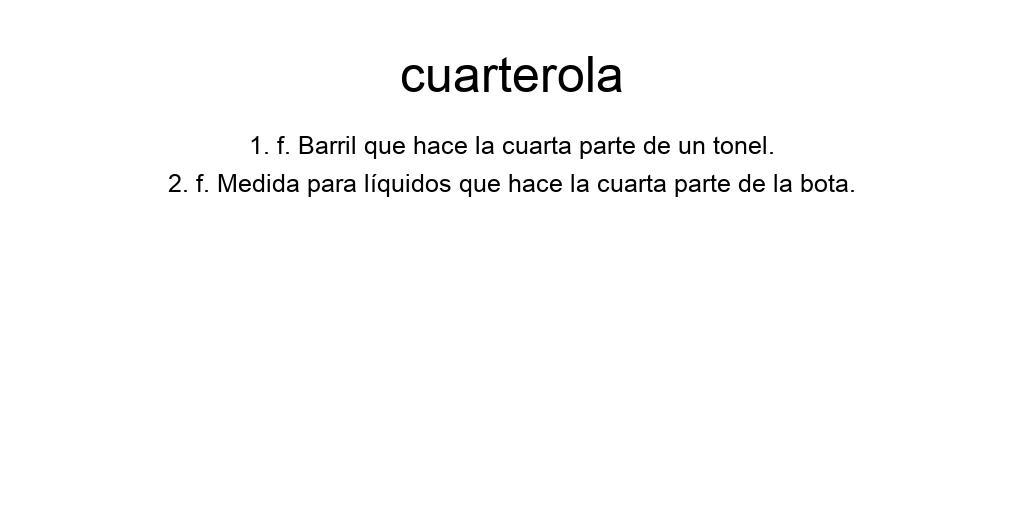 cuarterola
1. f. Barril que hace la cuarta parte de un tonel.
2. f. Medida para líquidos que hace la cuarta parte de la bota.